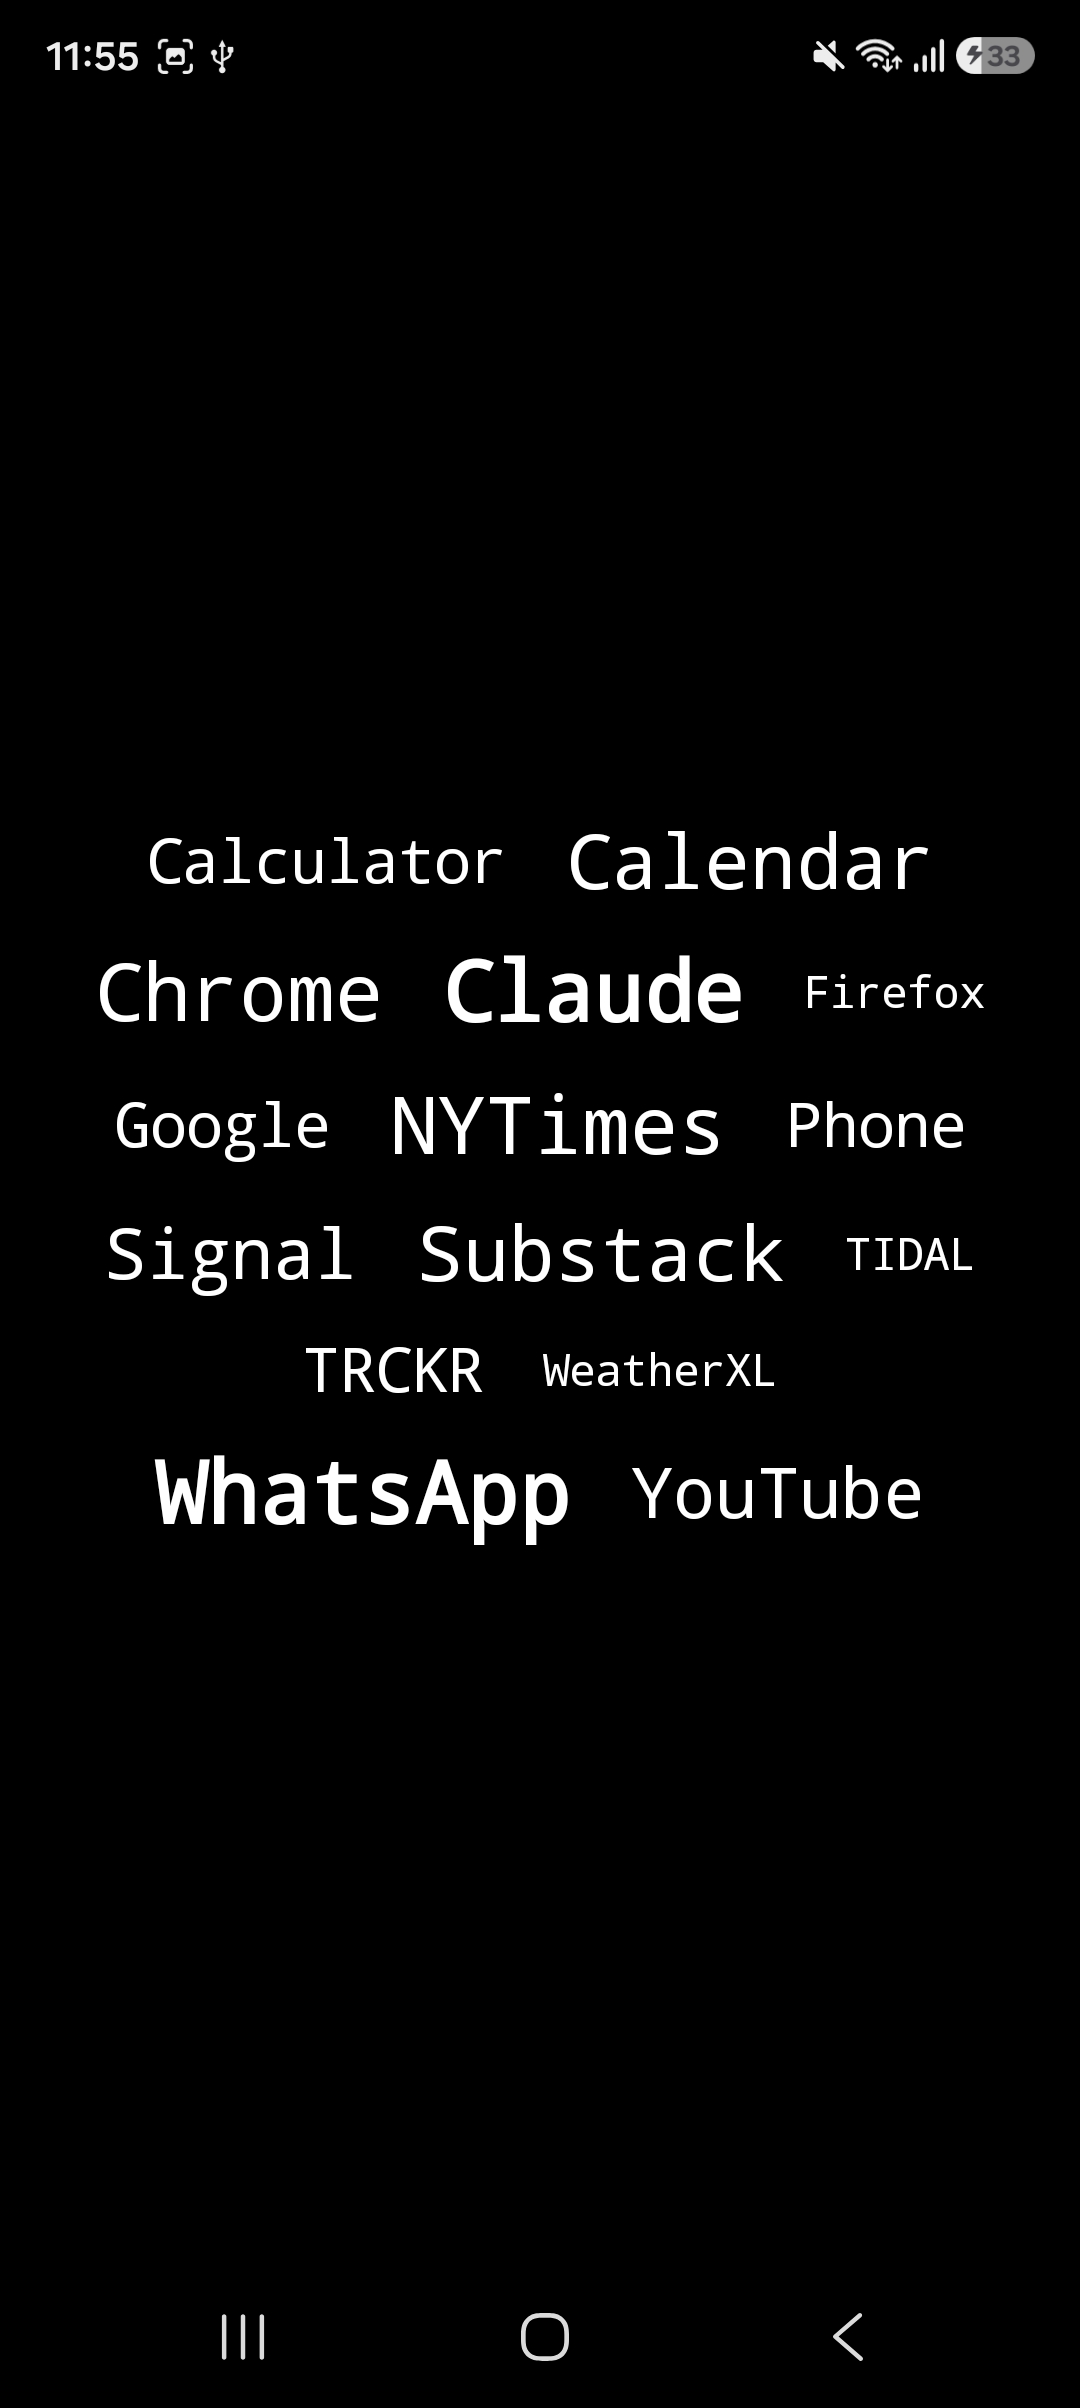 11:55 33
Calculator Calendar
Chrome Claude Firefox
Google NYTimes Phone
Signal Substack TIDAL
TRCKR WeatherXL
WhatsApp YouTube